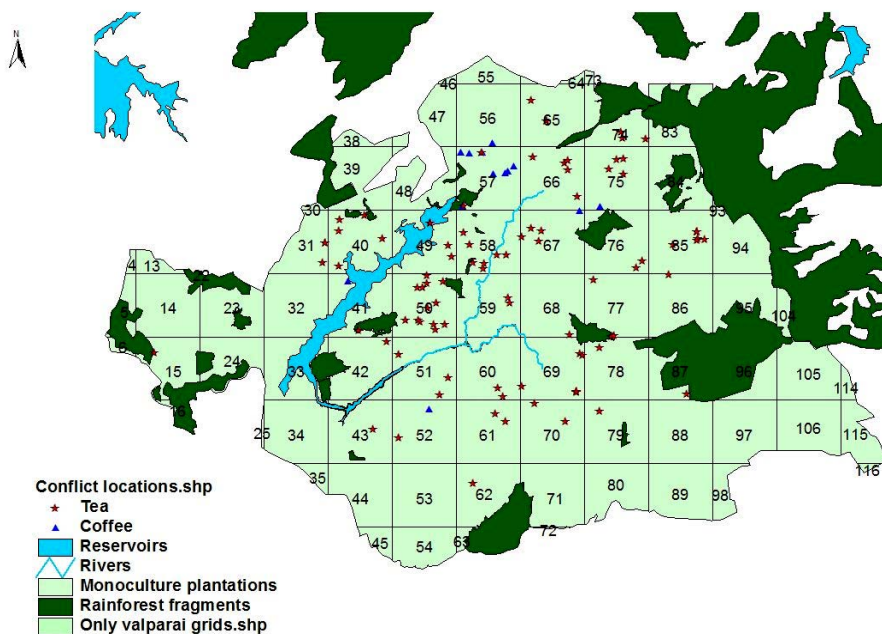 N
55
46 64 73
47 56 65 74 83
38
39 48 57 66 75 84
30 93
31 40 49 58 67 76 85 94
4 13 22
5 14 23 32 41 50 59 68 77 86 95 104
6
15 24 33 42 51 60 69 78 87 96 105
16 114
25 34 43 52 61 70 79 88 97 106 115
116
35 44 53 62 71 80 89 98
45 54 63 72
Conflict locations.shp
Tea
Coffee
Reservoirs
Rivers
Monoculture plantations
Rainforest fragments
Only valparai grids.shp